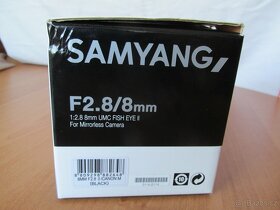 SAMYANG
F2.8/8mm
1:2.8 8mm UMC FISH EYE II
For Mirrorless Camera
8MM F2.8 II /CANON M
(BLACK)